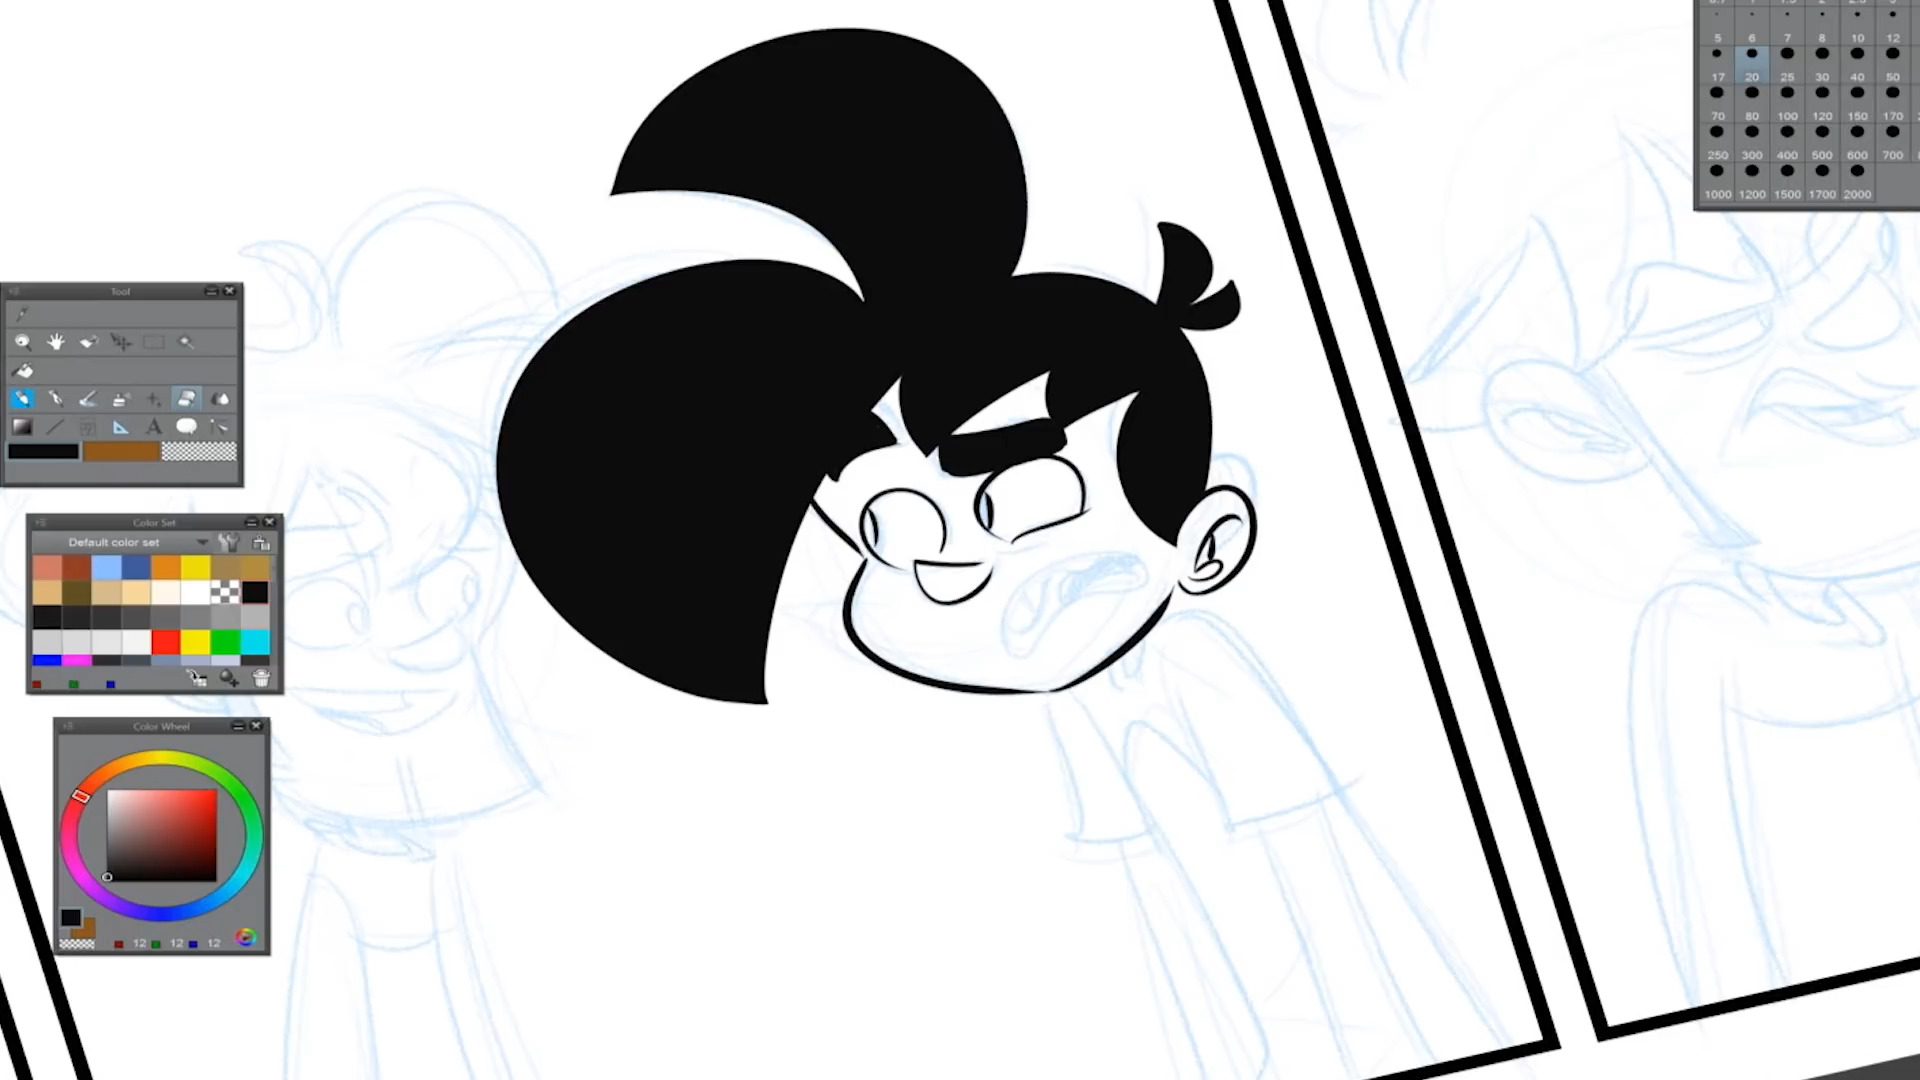 5 6 7 8 10 12
17 20 25 30 40 50
70 80 100 120 150 170
250 300 400 500 600 700
1000 1200 1500 1700 2000
Tool
A
Color Set
Default color set
Color Wheel
12 12 12